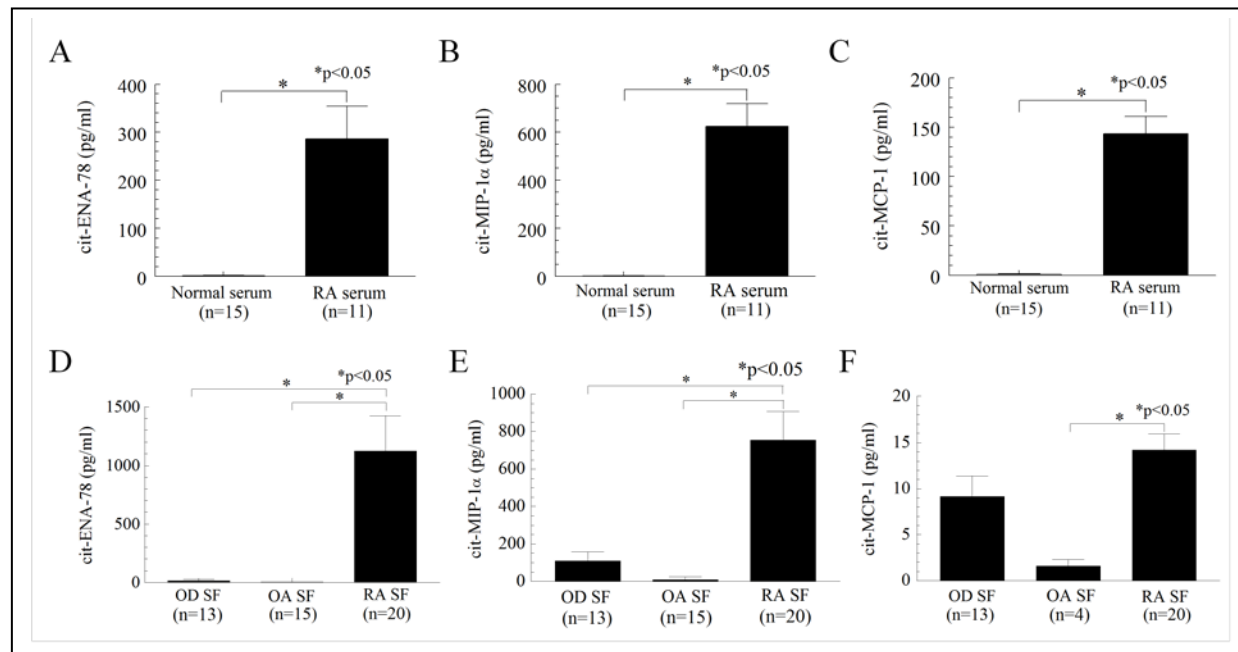 A
*p<0.05
*
cit-ENA-78 (pg/ml)
400
300
200
100
0
Normal serum
(n=15)
RA serum
(n=11)
B
*p<0.05
*
cit-MIP-1α (pg/ml)
800
600
400
200
0
Normal serum
(n=15)
RA serum
(n=11)
C
*p<0.05
*
cit-MCP-1 (pg/ml)
200
150
100
50
0
Normal serum
(n=15)
RA serum
(n=11)
D
*p<0.05
*
*
cit-ENA-78 (pg/ml)
1500
1000
500
0
OD SF
(n=13)
OA SF
(n=15)
RA SF
(n=20)
E
*p<0.05
*
*
cit-MIP-1α (pg/ml)
1000
800
600
400
200
0
OD SF
(n=13)
OA SF
(n=15)
RA SF
(n=20)
F
*p<0.05
*
cit-MCP-1 (pg/ml)
20
15
10
5
0
OD SF
(n=13)
OA SF
(n=4)
RA SF
(n=20)